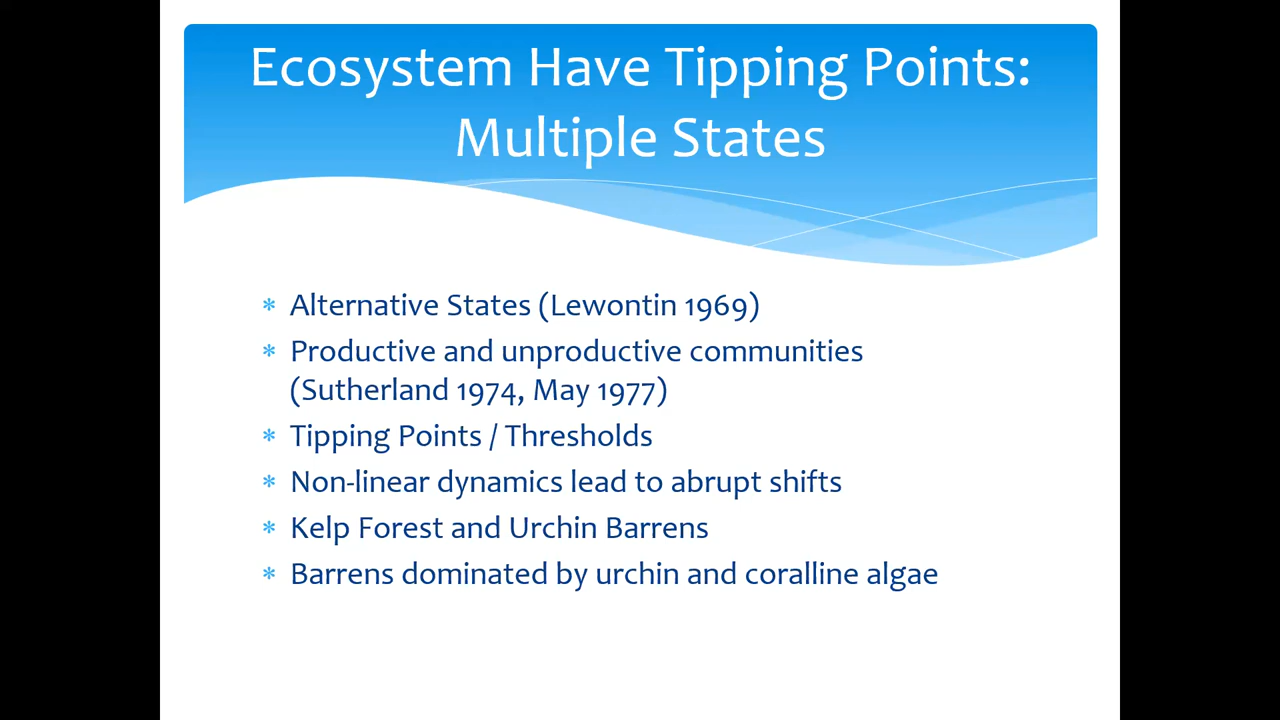 Ecosystem Have Tipping Points:
Multiple States
* Alternative States (Lewontin 1969)
* Productive and unproductive communities
(Sutherland 1974, May 1977)
* Tipping Points / Thresholds
* Non-linear dynamics lead to abrupt shifts
* Kelp Forest and Urchin Barrens
* Barrens dominated by urchin and coralline algae